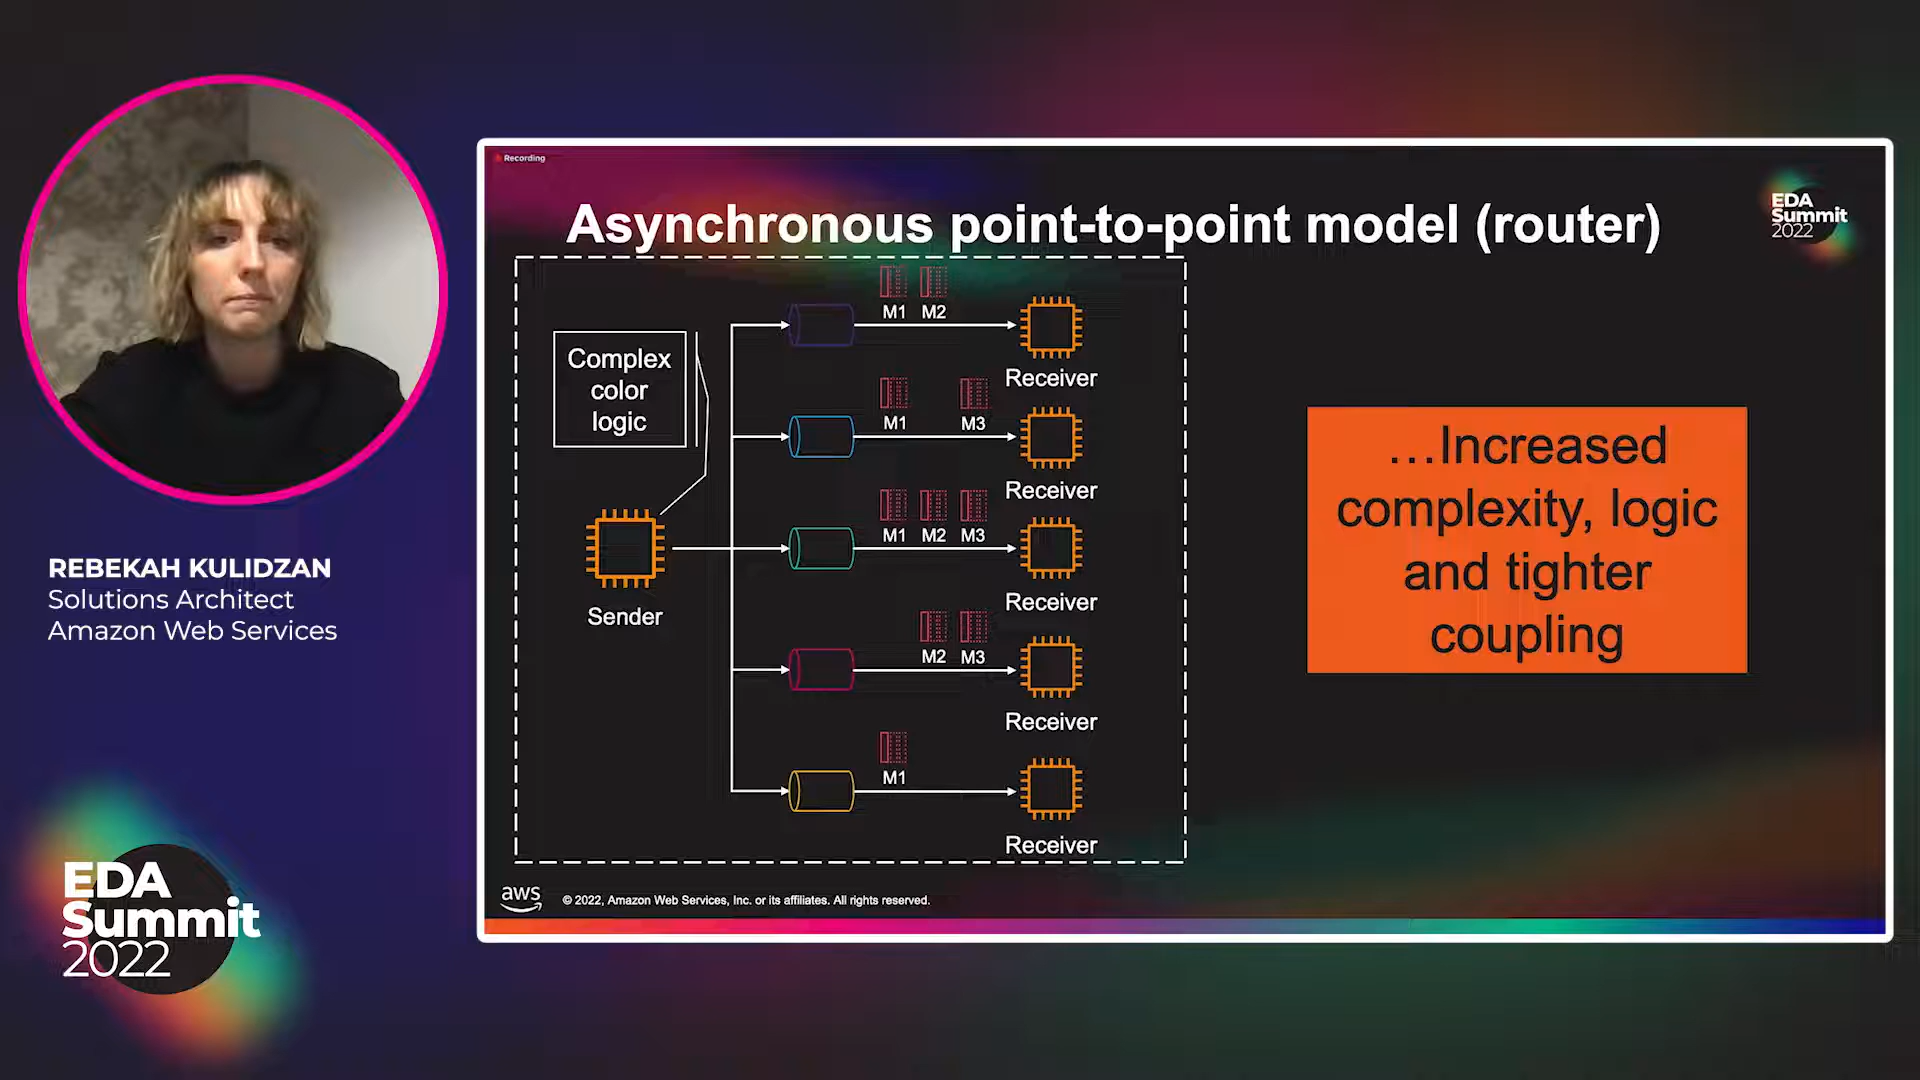 REBEKAH KULIDZAN
Solutions Architect
Amazon Web Services
EDA
Summit
2022
Recording
Asynchronous point-to-point model (router)
EDA
Summit
2022
Complex
color
logic
Sender
M1 M2
Receiver
M1 M3
Receiver
M1 M2 M3
Receiver
M2 M3
Receiver
M1
Receiver
…Increased
complexity, logic
and tighter
coupling
aws
© 2022, Amazon Web Services, Inc. or its affiliates. All rights reserved.